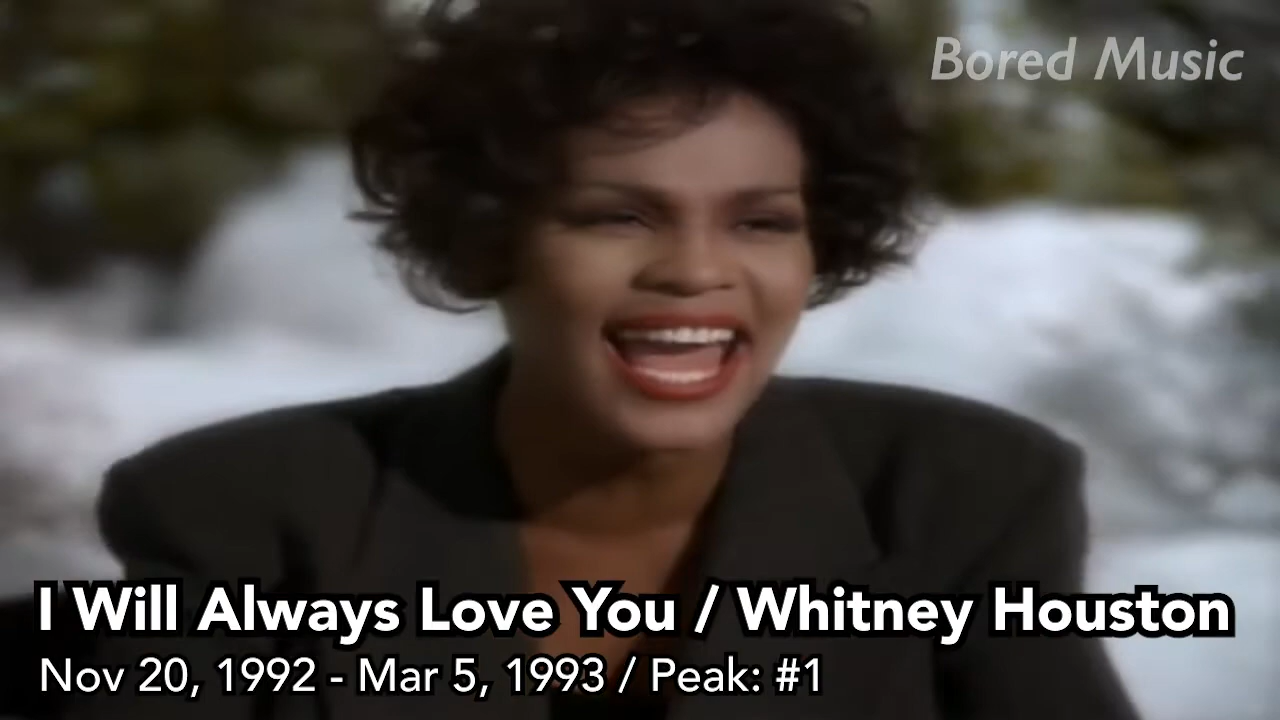 Bored Music
I Will Always Love You / Whitney Houston
Nov 20, 1992 - Mar 5, 1993 / Peak: #1